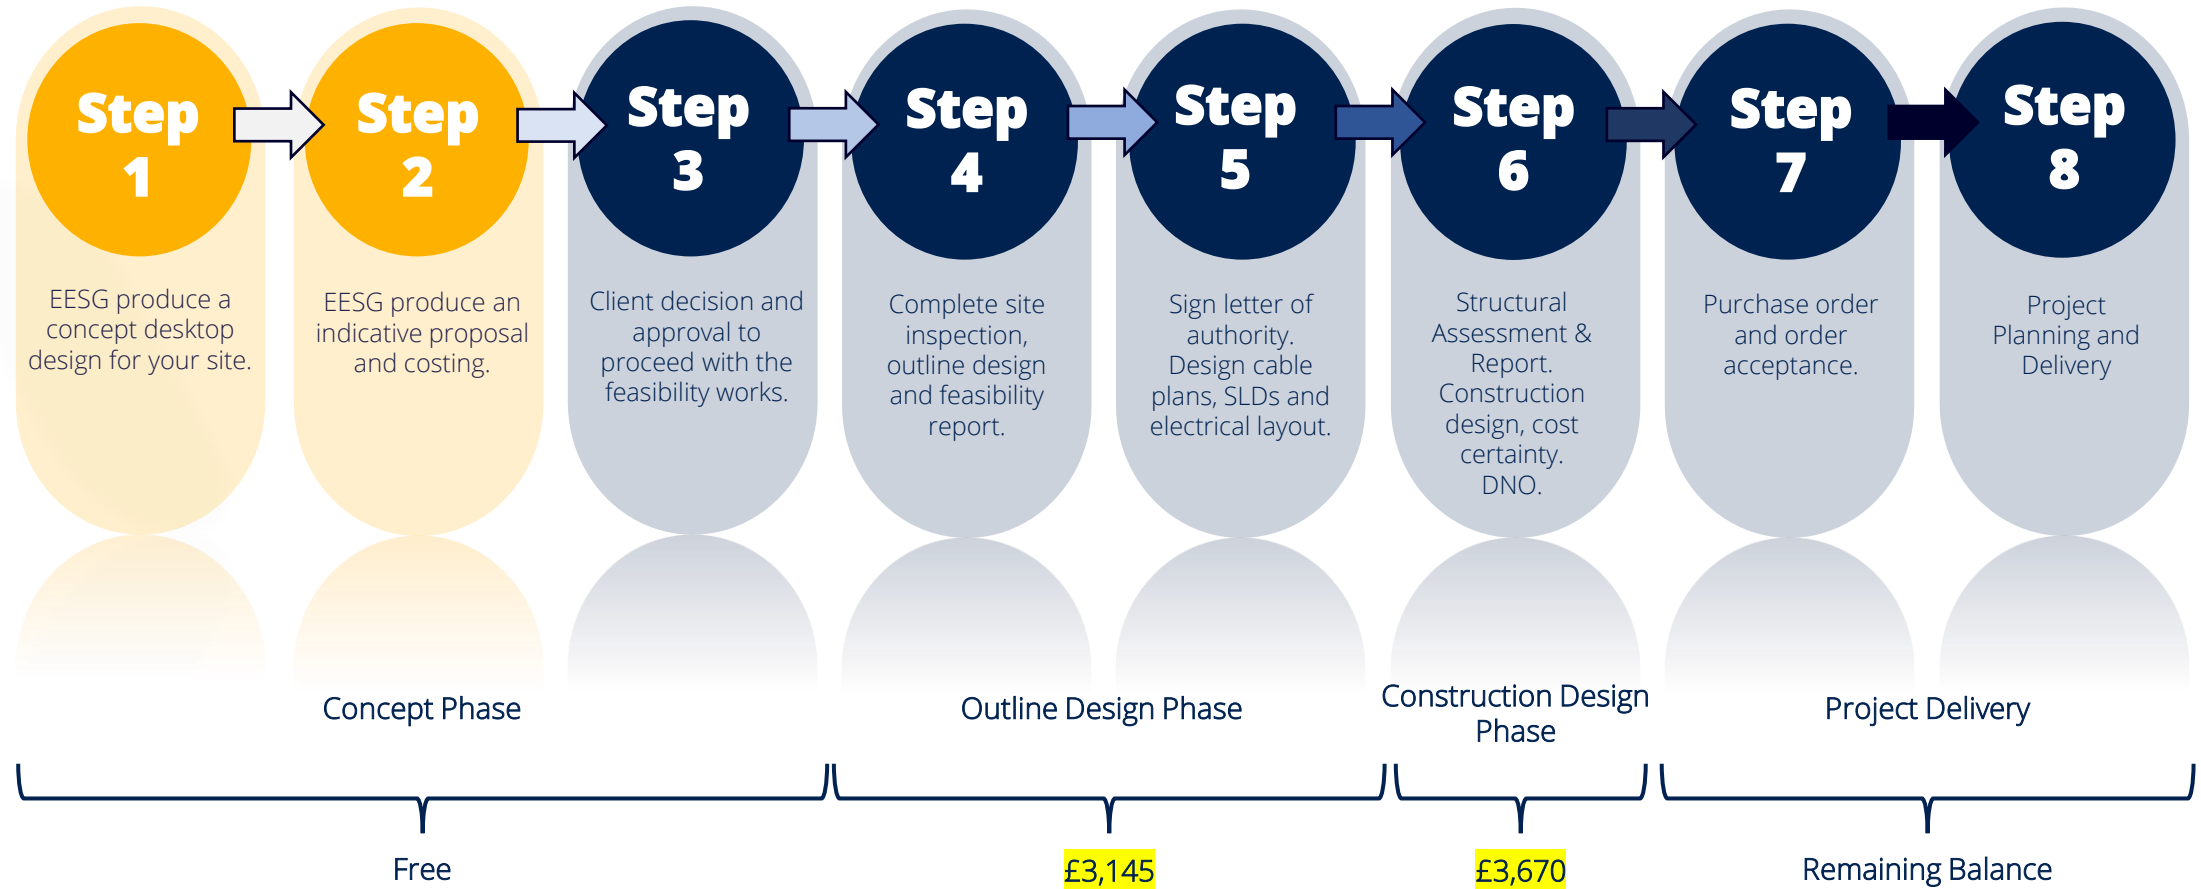 Step
1
Step
2
Step
3
Step
4
Step
5
Step
6
Step
7
Step
8
EESG produce a
concept desktop
design for your site.
EESG produce an
indicative proposal
and costing.
Client decision and
approval to
proceed with the
feasibility works.
Complete site
inspection,
outline design
and feasibility
report.
Sign letter of
authority.
Design cable
plans, SLDs and
electrical layout.
Structural
Assessment &
Report.
Construction
design, cost
certainty.
DNO.
Purchase order
and order
acceptance.
Project
Planning and
Delivery
Concept Phase
Outline Design Phase
Construction Design
Phase
Project Delivery
Free
£3,145
£3,670
Remaining Balance